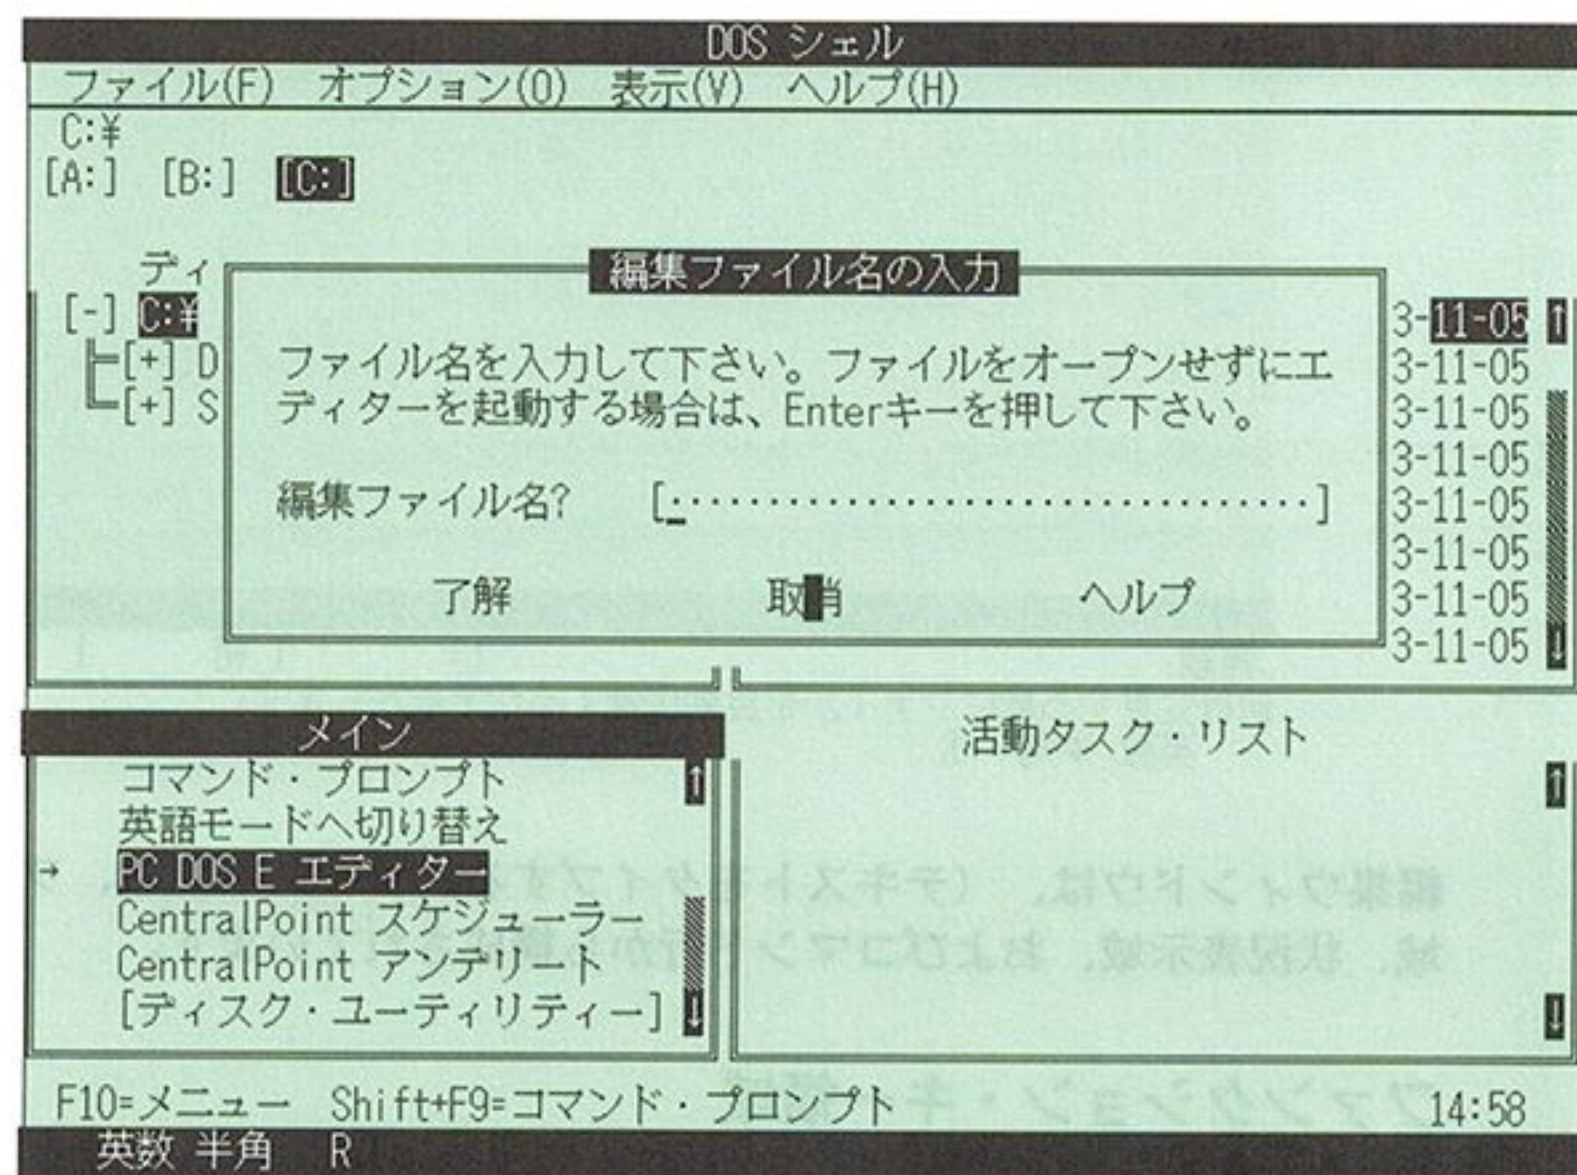 DOS シェル
ファイル(F) オプション(O) 表示(V) ヘルプ(H)
C:¥
[A:] [B:] [C:]
ディ
[-] C:¥
[+] D
[+] S
編集ファイル名の入力
ファイル名を入力して下さい。ファイルをオープンせずにエ
ディターを起動する場合は、Enterキーを押して下さい。
編集ファイル名? [_································]
了解 取消 ヘルプ
3-11-05 ↑
3-11-05
3-11-05
3-11-05
3-11-05
3-11-05
3-11-05
3-11-05 ↓
メイン
コマンド・プロンプト ↑
英語モードへ切り替え
→ PC DOS E エディター
CentralPoint スケジューラー
CentralPoint アンデリート
[ディスク・ユーティリティー] ↓
活動タスク・リスト
↑
↓
F10=メニュー Shift+F9=コマンド・プロンプト 14:58
英数 半角 R